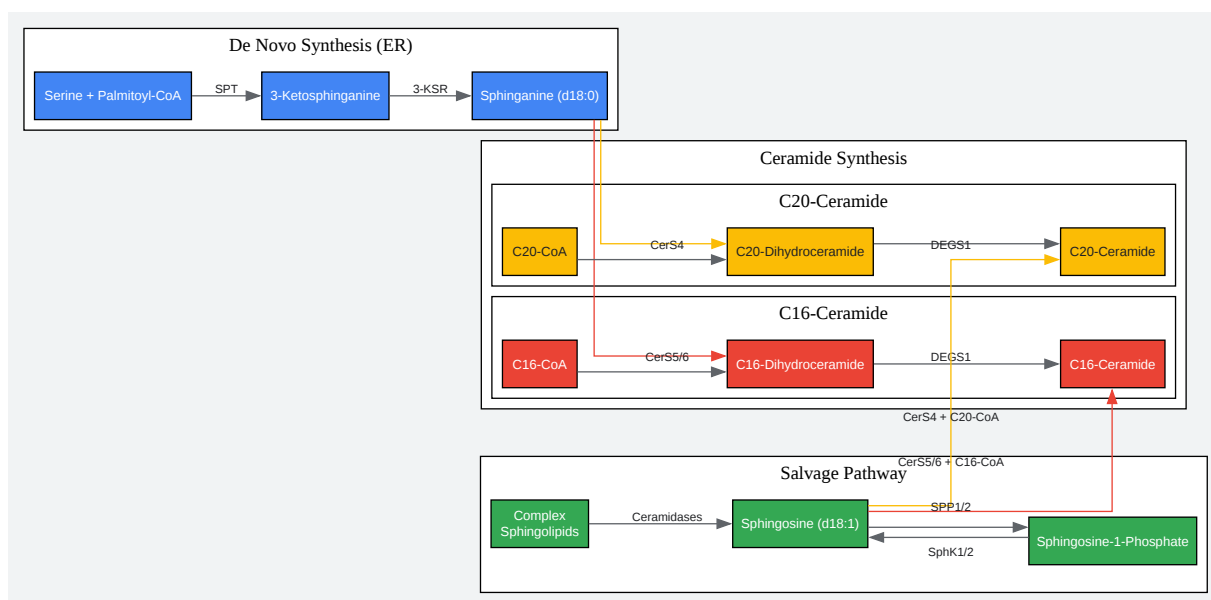 De Novo Synthesis (ER)
Serine + Palmitoyl-CoA
SPT
3-Ketosphinganine
3-KSR
Sphinganine (d18:0)
Ceramide Synthesis
C20-Ceramide
C20-CoA
CerS4
C20-Dihydroceramide
DEGS1
C20-Ceramide
C16-Ceramide
C16-CoA
CerS5/6
C16-Dihydroceramide
DEGS1
C16-Ceramide
CerS4 + C20-CoA
CerS5/6 + C16-CoA
Salvage Pathway
Complex
Sphingolipids
Ceramidases
Sphingosine (d18:1)
SPP1/2
SphK1/2
Sphingosine-1-Phosphate